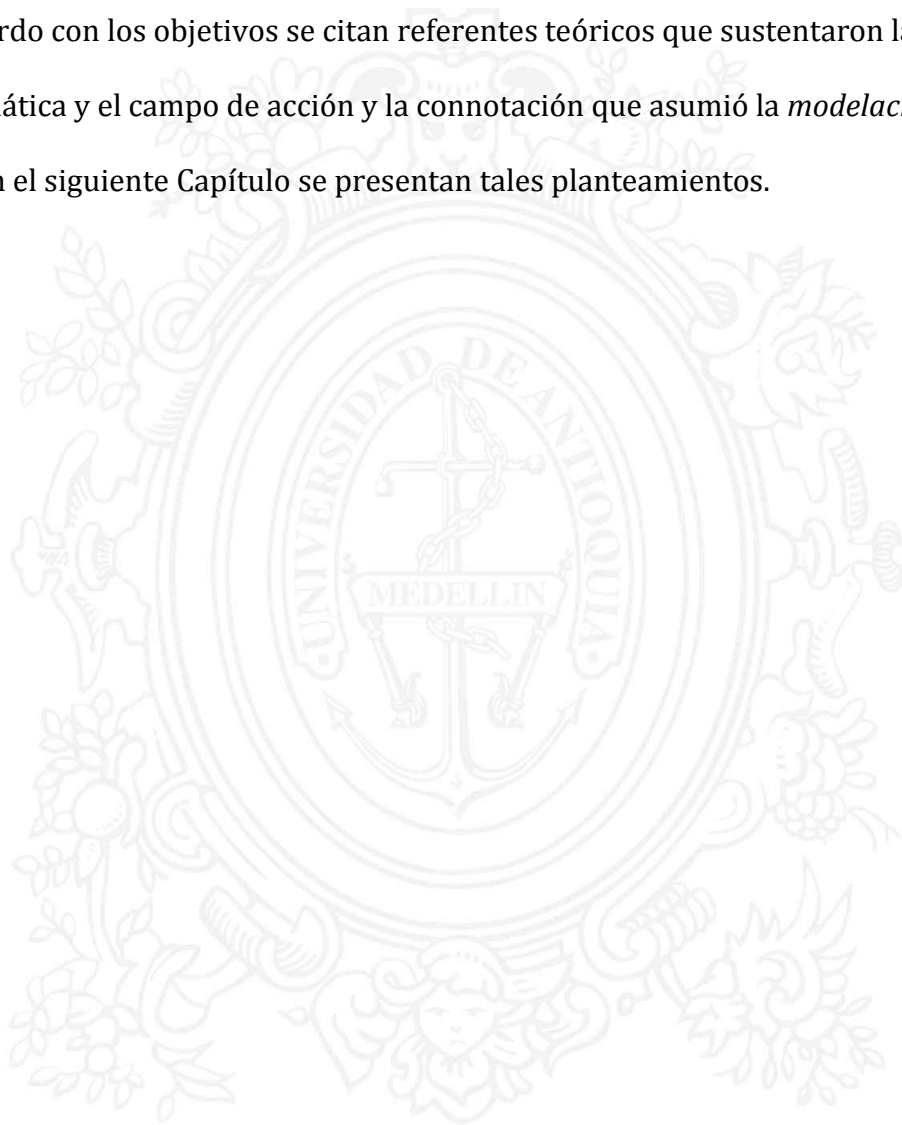 rdo con los objetivos se citan referentes teóricos que sustentaron l
ática y el campo de acción y la connotación que asumió la modelac
el siguiente Capítulo se presentan tales planteamientos.
UNIVERSIDAD DE ANTIOQUIA
MEDELLIN